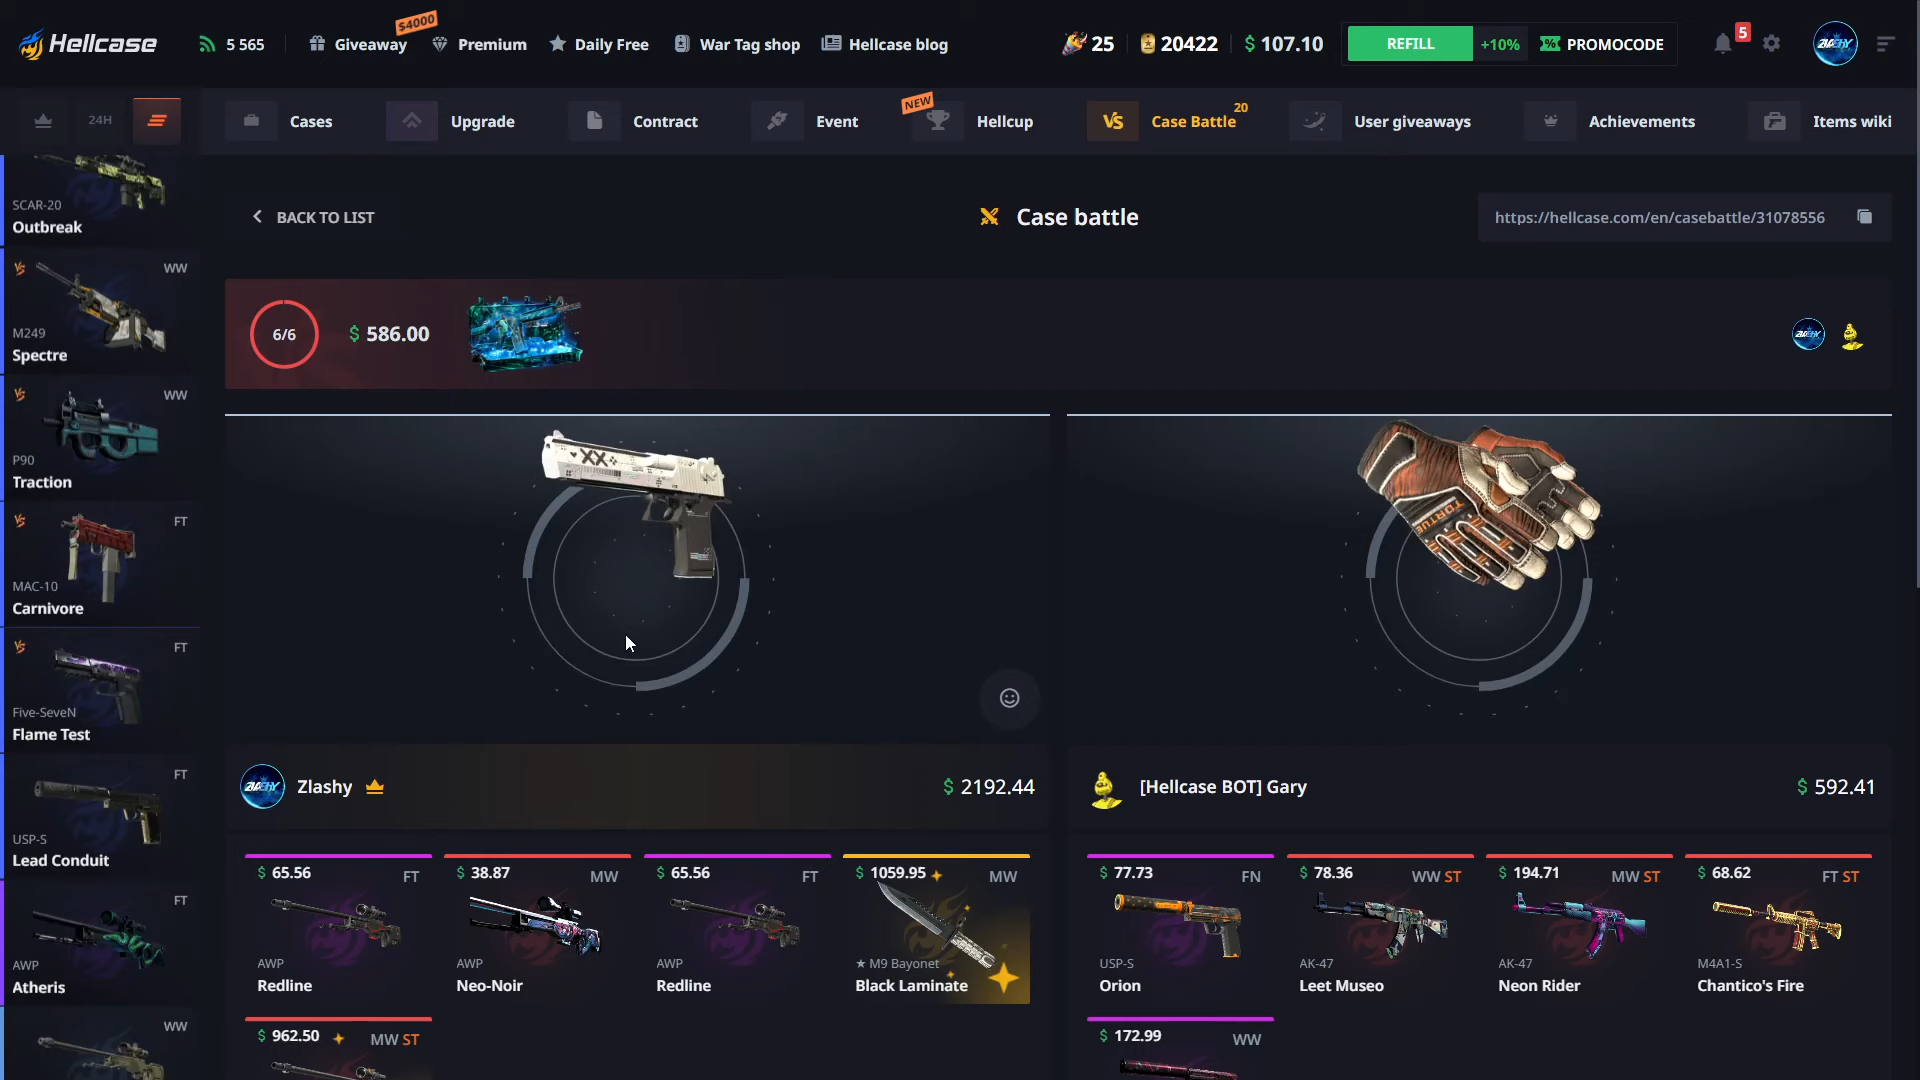 Hellcase
5 565
Giveaway
$4000
Premium
Daily Free
War Tag shop
Hellcase blog
25
20422
$ 107.10
REFILL
+10%
PROMOCODE
5
24H
Cases
Upgrade
Contract
Event
NEW
Hellcup
VS
Case Battle
20
User giveaways
Achievements
Items wiki
SCAR-20
Outbreak
VS
WW
M249
Spectre
VS
WW
P90
Traction
VS
FT
MAC-10
Carnivore
VS
FT
Five-SeveN
Flame Test
FT
USP-S
Lead Conduit
FT
AWP
Atheris
WW
BACK TO LIST
Case battle
https://hellcase.com/en/casebattle/31078556
6/6
$ 586.00
XX
TORTUE
Zlashy
$ 2192.44
[Hellcase BOT] Gary
$ 592.41
$ 65.56
FT
AWP
Redline
$ 38.87
MW
AWP
Neo-Noir
$ 65.56
FT
AWP
Redline
$ 1059.95
MW
★ M9 Bayonet
Black Laminate
$ 77.73
FN
USP-S
Orion
$ 78.36
WW ST
AK-47
Leet Museo
$ 194.71
MW ST
AK-47
Neon Rider
$ 68.62
FT ST
M4A1-S
Chantico's Fire
$ 962.50
MW ST
$ 172.99
WW